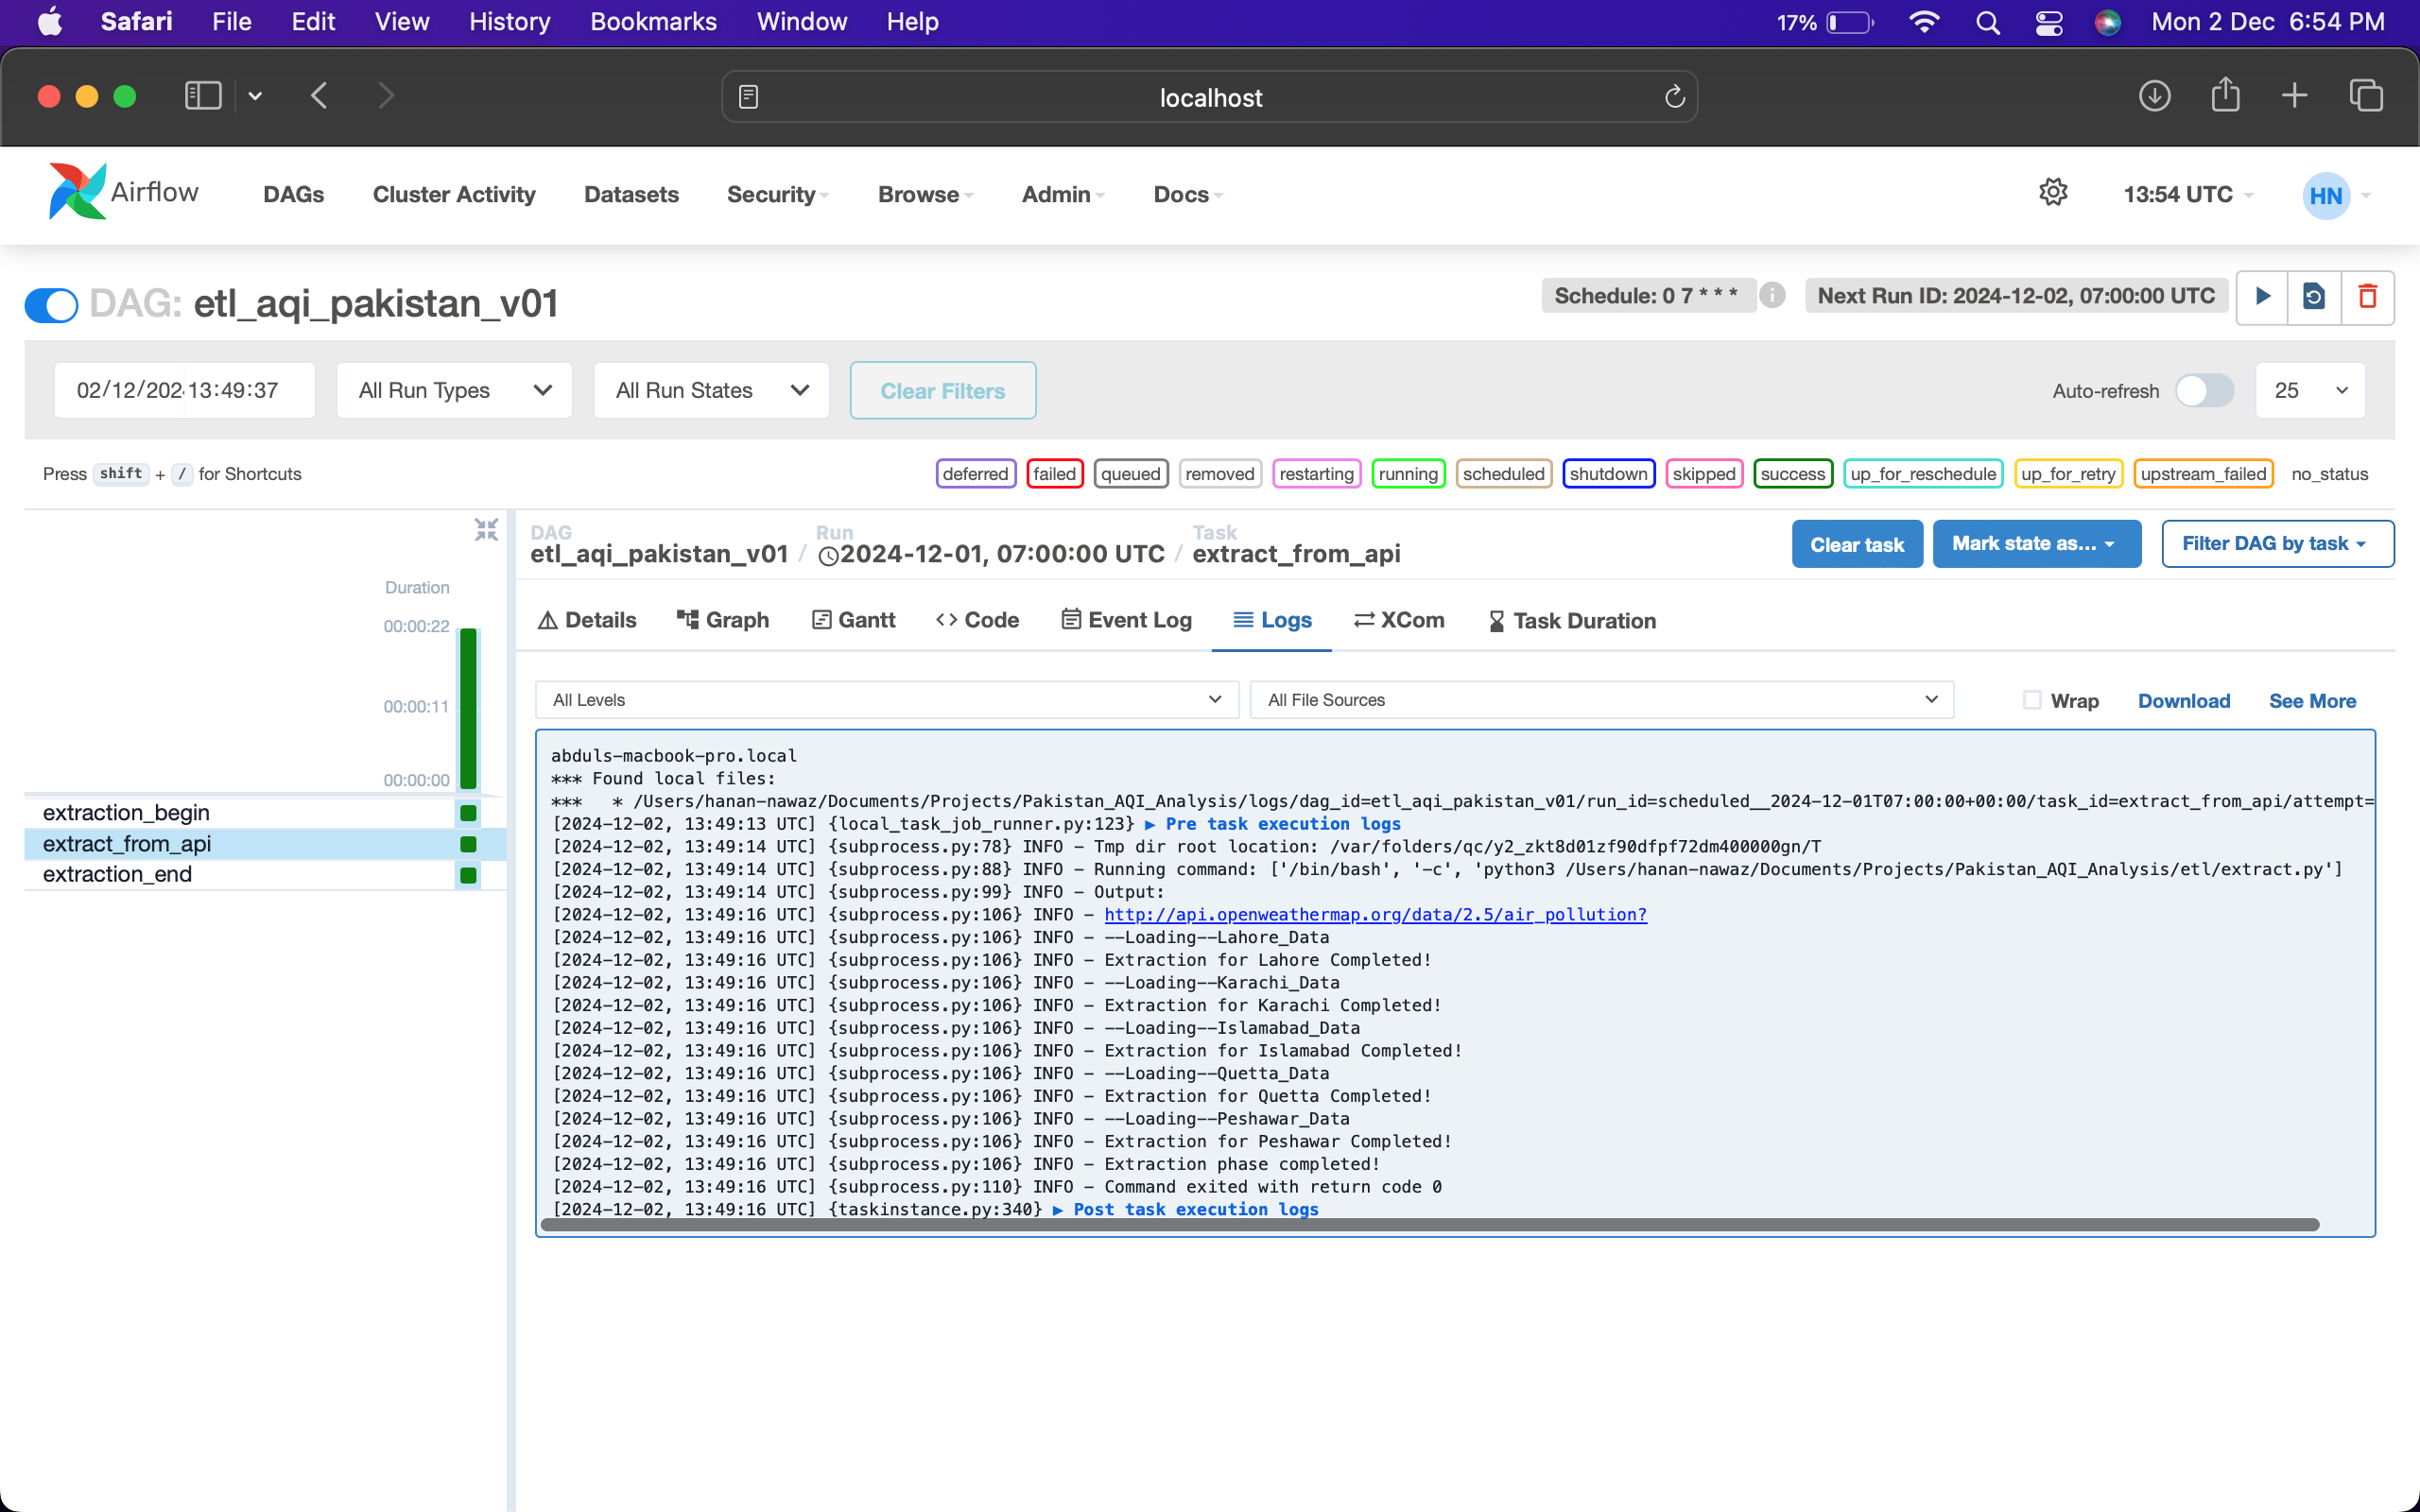 Safari File Edit View History Bookmarks Window Help 17% Mon 2 Dec 6:54 PM
localhost
Airflow DAGs Cluster Activity Datasets Security Browse Admin Docs 13:54 UTC HN
DAG: etl_aqi_pakistan_v01 Schedule: 0 7 * * * Next Run ID: 2024-12-02, 07:00:00 UTC
02/12/202 13:49:37 All Run Types All Run States Clear Filters Auto-refresh 25
Press shift + / for Shortcuts deferred failed queued removed restarting running scheduled shutdown skipped success up_for_reschedule up_for_retry upstream_failed no_status
DAG Run Task
etl_aqi_pakistan_v01 / 2024-12-01, 07:00:00 UTC / extract_from_api Clear task Mark state as... Filter DAG by task
Duration
00:00:22
00:00:11
00:00:00
extraction_begin
extract_from_api
extraction_end
Details Graph Gantt Code Event Log Logs XCom Task Duration
All Levels All File Sources Wrap Download See More
abduls-macbook-pro.local
*** Found local files:
***   * /Users/hanan-nawaz/Documents/Projects/Pakistan_AQI_Analysis/logs/dag_id=etl_aqi_pakistan_v01/run_id=scheduled__2024-12-01T07:00:00+00:00/task_id=extract_from_api/attempt=
[2024-12-02, 13:49:13 UTC] {local_task_job_runner.py:123} ▶ Pre task execution logs
[2024-12-02, 13:49:14 UTC] {subprocess.py:78} INFO - Tmp dir root location: /var/folders/qc/y2_zkt8d01zf90dfpf72dm400000gn/T
[2024-12-02, 13:49:14 UTC] {subprocess.py:88} INFO - Running command: ['/bin/bash', '-c', 'python3 /Users/hanan-nawaz/Documents/Projects/Pakistan_AQI_Analysis/etl/extract.py']
[2024-12-02, 13:49:14 UTC] {subprocess.py:99} INFO - Output:
[2024-12-02, 13:49:16 UTC] {subprocess.py:106} INFO - http://api.openweathermap.org/data/2.5/air_pollution?
[2024-12-02, 13:49:16 UTC] {subprocess.py:106} INFO - --Loading--Lahore_Data
[2024-12-02, 13:49:16 UTC] {subprocess.py:106} INFO - Extraction for Lahore Completed!
[2024-12-02, 13:49:16 UTC] {subprocess.py:106} INFO - --Loading--Karachi_Data
[2024-12-02, 13:49:16 UTC] {subprocess.py:106} INFO - Extraction for Karachi Completed!
[2024-12-02, 13:49:16 UTC] {subprocess.py:106} INFO - --Loading--Islamabad_Data
[2024-12-02, 13:49:16 UTC] {subprocess.py:106} INFO - Extraction for Islamabad Completed!
[2024-12-02, 13:49:16 UTC] {subprocess.py:106} INFO - --Loading--Quetta_Data
[2024-12-02, 13:49:16 UTC] {subprocess.py:106} INFO - Extraction for Quetta Completed!
[2024-12-02, 13:49:16 UTC] {subprocess.py:106} INFO - --Loading--Peshawar_Data
[2024-12-02, 13:49:16 UTC] {subprocess.py:106} INFO - Extraction for Peshawar Completed!
[2024-12-02, 13:49:16 UTC] {subprocess.py:106} INFO - Extraction phase completed!
[2024-12-02, 13:49:16 UTC] {subprocess.py:110} INFO - Command exited with return code 0
[2024-12-02, 13:49:16 UTC] {taskinstance.py:340} ▶ Post task execution logs